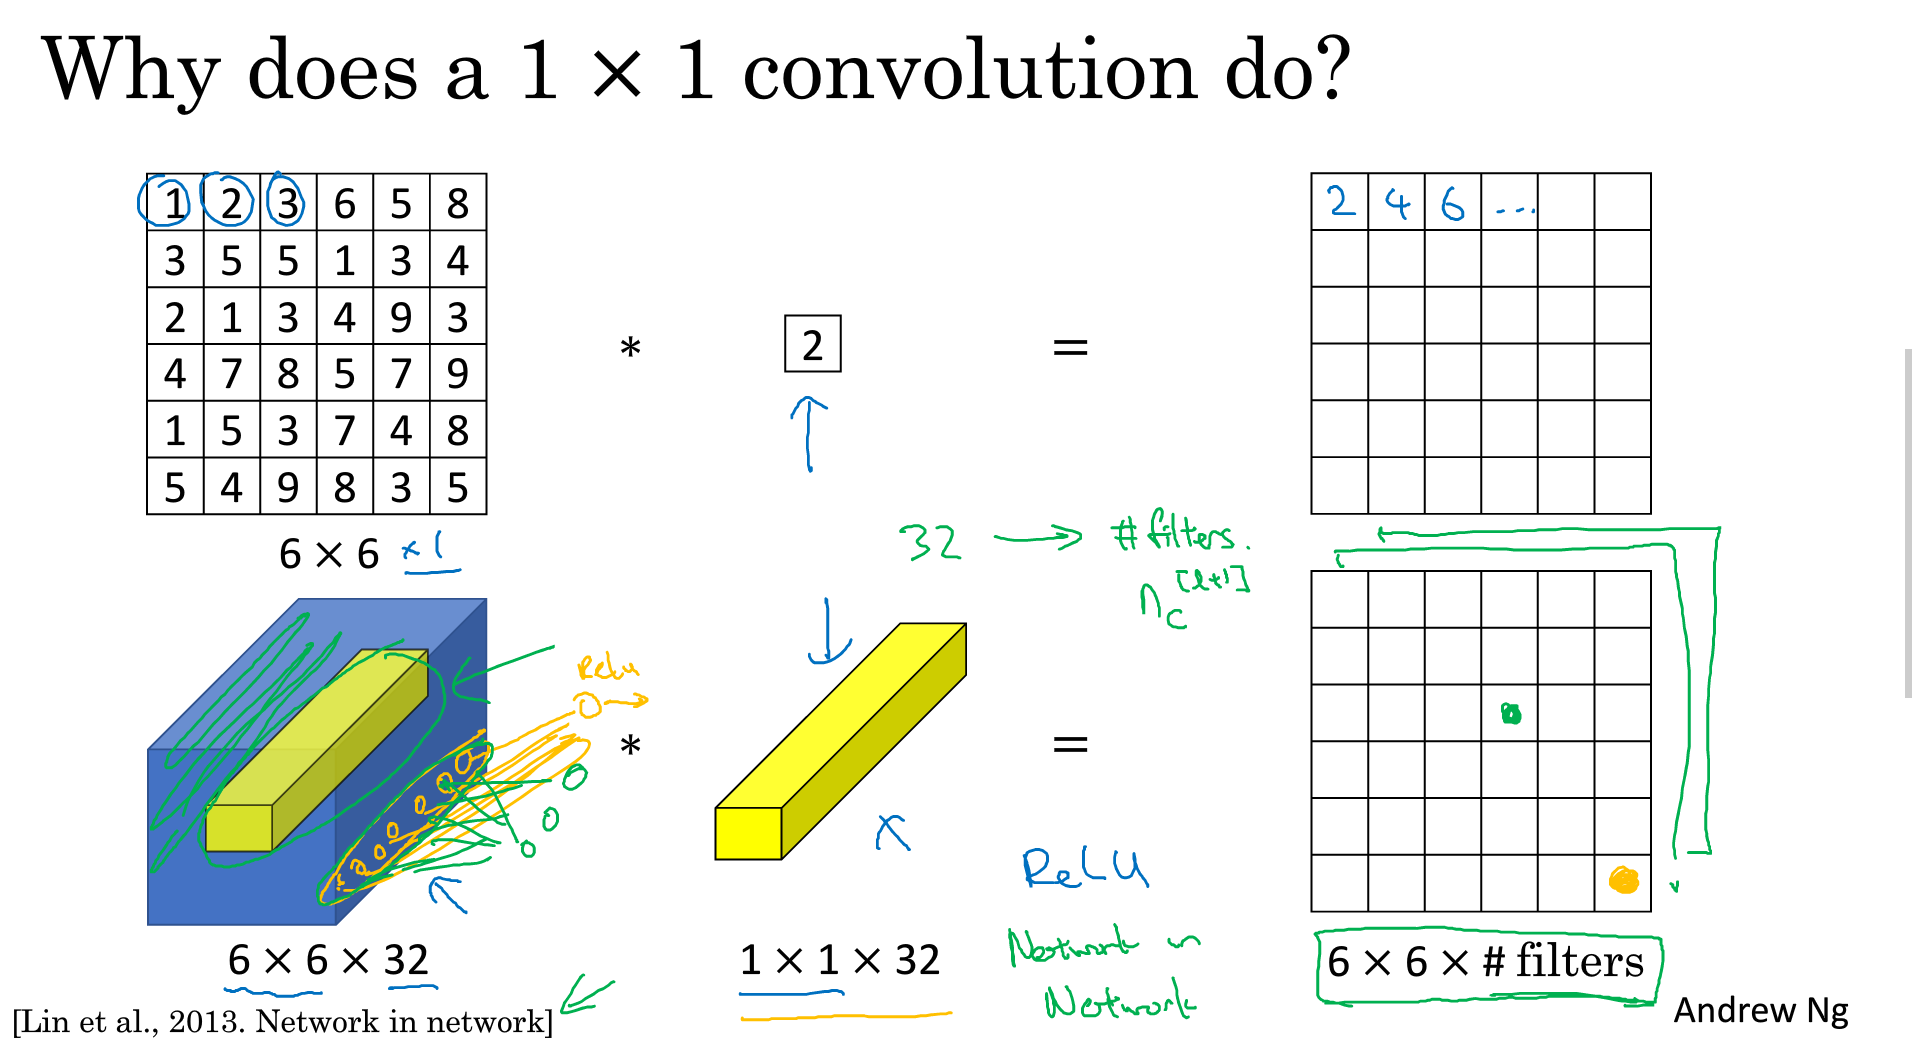 Why does a 1 × 1 convolution do?
1 2 3 6 5 8
3 5 5 1 3 4
2 1 3 4 9 3
4 7 8 5 7 9
1 5 3 7 4 8
5 4 9 8 3 5
6 × 6 × 1
*
2
=
2 4 6 ...
32 → # filters.
n_c^[l+1]
ReLU
*
=
ReLU
6 × 6 × 32
1 × 1 × 32
Network in
Network
6 × 6 × # filters
[Lin et al., 2013. Network in network]
Andrew Ng